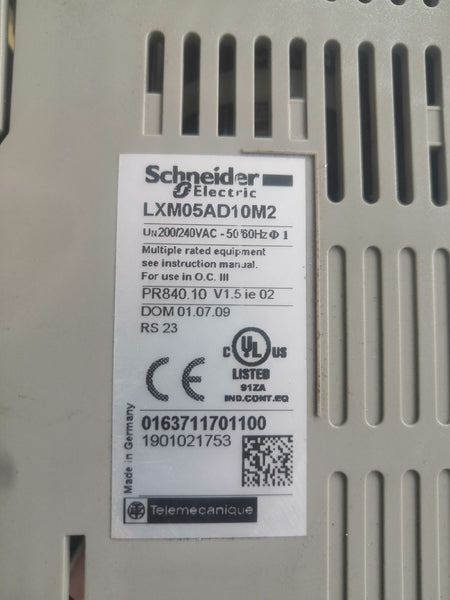 Schneider
Electric
LXM05AD10M2
UN 200/240VAC - 50/60Hz Φ 1
Multiple rated equipment
see instruction manual.
For use in O.C. III
PR840.10 V1.5 ie 02
DOM 01.07.09
RS 23
CE
C UL US
LISTED
91ZA
IND.CONT.EQ
Made in Germany
0163711701100
1901021753
Telemecanique